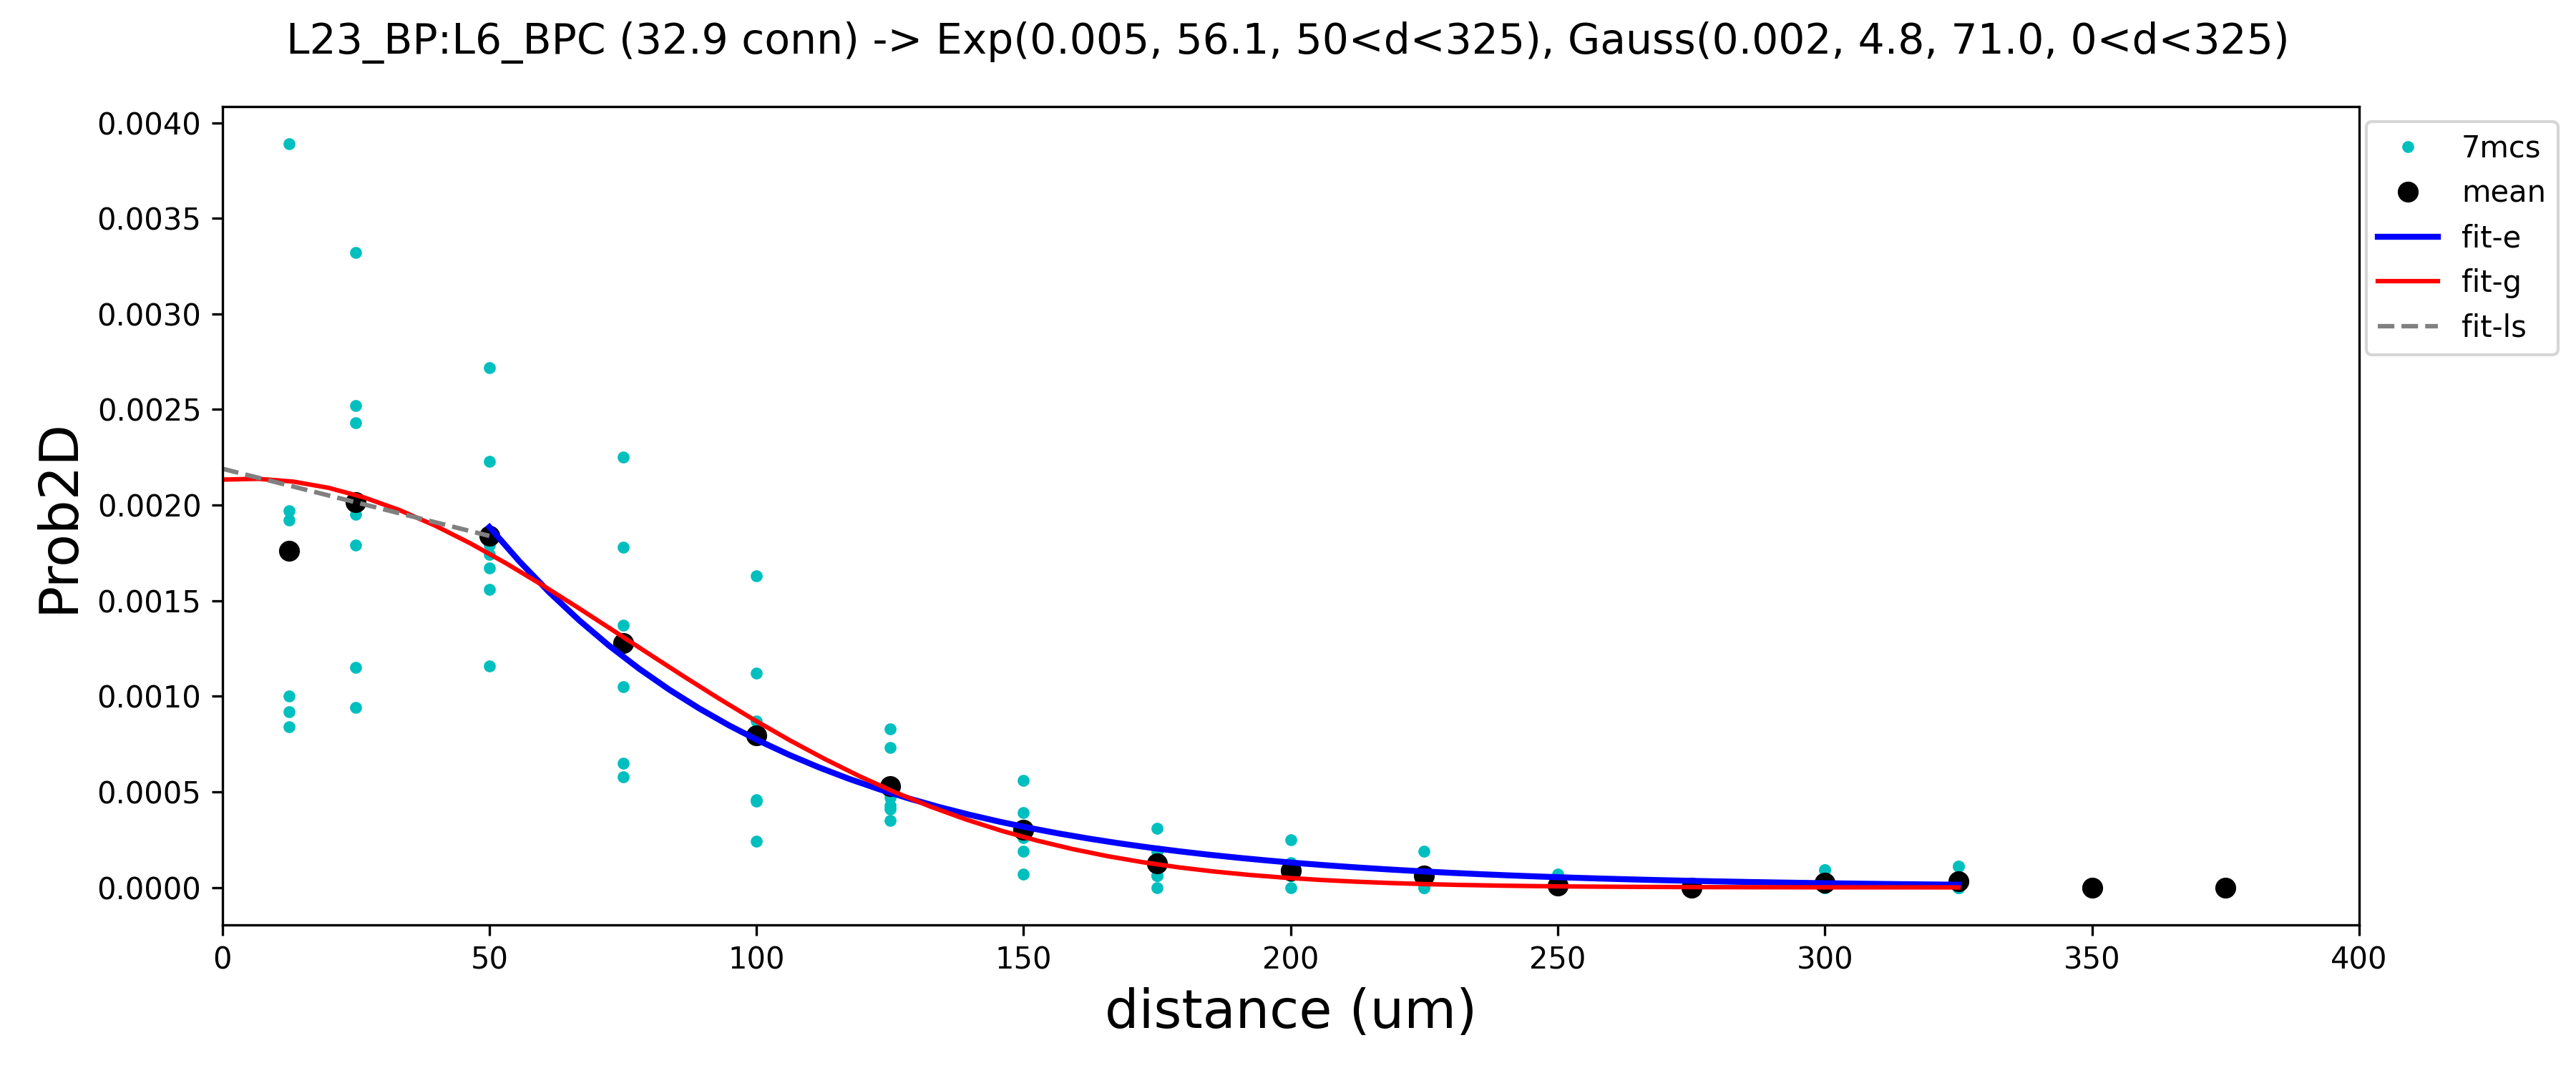 L23_BP:L6_BPC (32.9 conn) -> Exp(0.005, 56.1, 50<d<325), Gauss(0.002, 4.8, 71.0, 0<d<325)
0.0040
0.0035
0.0030
0.0025
0.0020
0.0015
0.0010
0.0005
0.0000
Prob2D
0 50 100 150 200 250 300 350 400
distance (um)
7mcs
mean
fit-e
fit-g
fit-ls